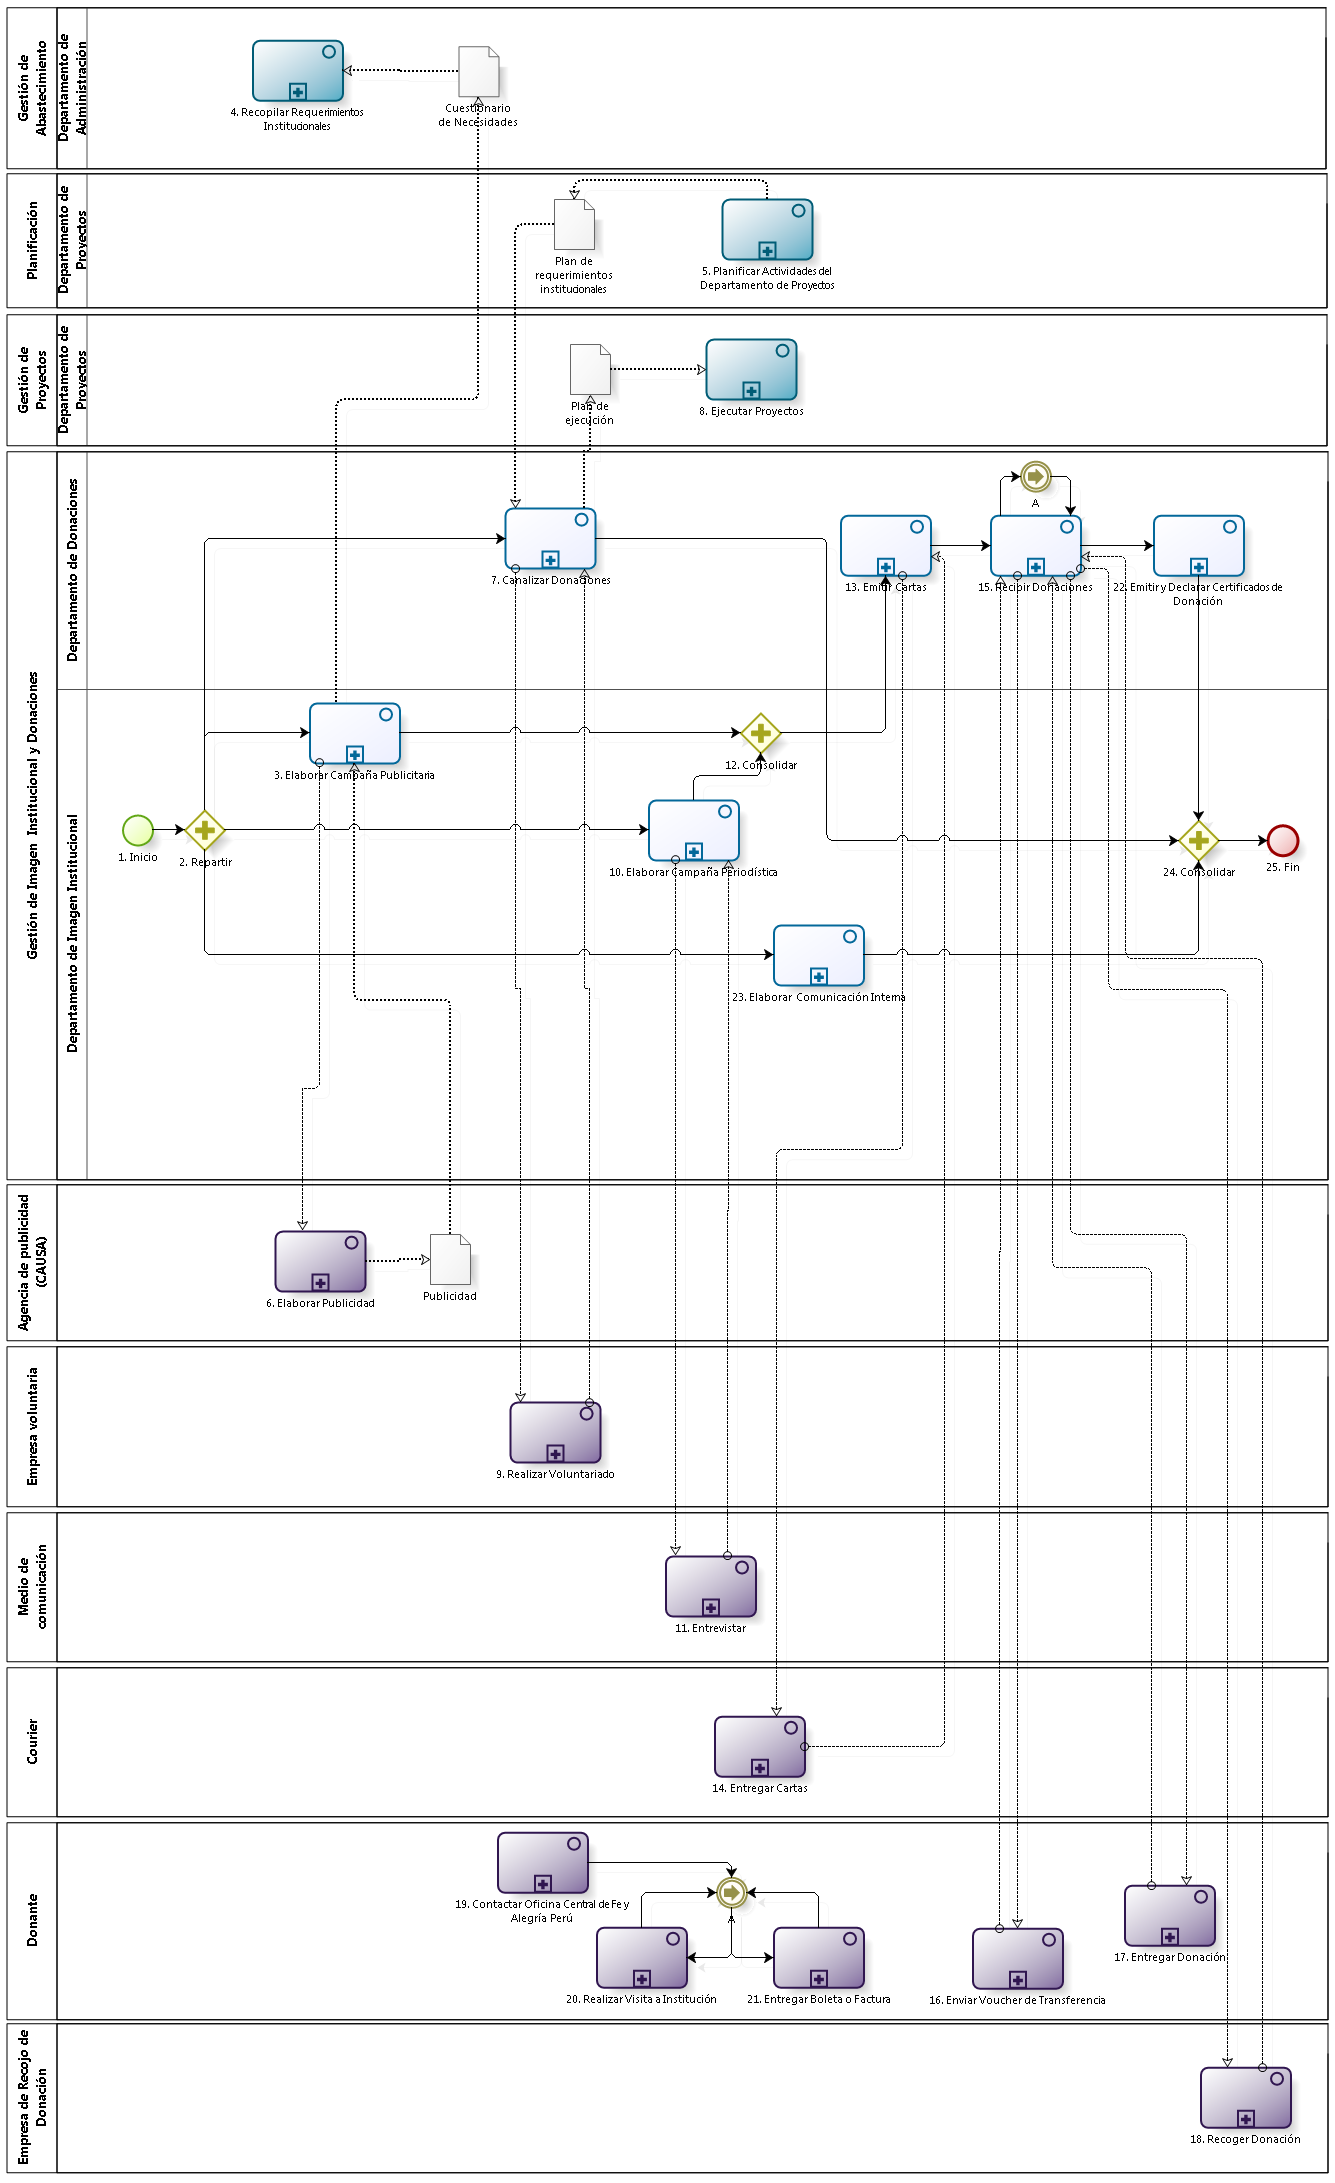 Gestión de
Abastecimiento
Departamento de
Administración
4. Recopilar Requerimientos
Institucionales
Cuestionario
de Necesidades
Planificación
Departamento de
Proyectos
Plan de
requerimientos
institucionales
5. Planificar Actividades del
Departamento de Proyectos
Gestión de
Proyectos
Departamento de
Proyectos
Plan de
ejecución
8. Ejecutar Proyectos
Gestión de Imagen Institucional y Donaciones
Departamento de Donaciones
A
7. Canalizar Donaciones
13. Emitir Cartas
15. Recibir Donaciones
22. Emitir y Declarar Certificados de
Donación
Departamento de Imagen Institucional
3. Elaborar Campaña Publicitaria
12. Consolidar
1. Inicio
2. Repartir
10. Elaborar Campaña Periodística
24. Consolidar
25. Fin
23. Elaborar Comunicación Interna
Agencia de publicidad
(CAUSA)
6. Elaborar Publicidad
Publicidad
Empresa voluntaria
9. Realizar Voluntariado
Medio de
comunicación
11. Entrevistar
Courier
14. Entregar Cartas
Donante
19. Contactar Oficina Central de Fe y
Alegría Perú
A
20. Realizar Visita a Institución
21. Entregar Boleta o Factura
16. Enviar Voucher de Transferencia
17. Entregar Donación
Empresa de Recojo de
Donación
18. Recoger Donación